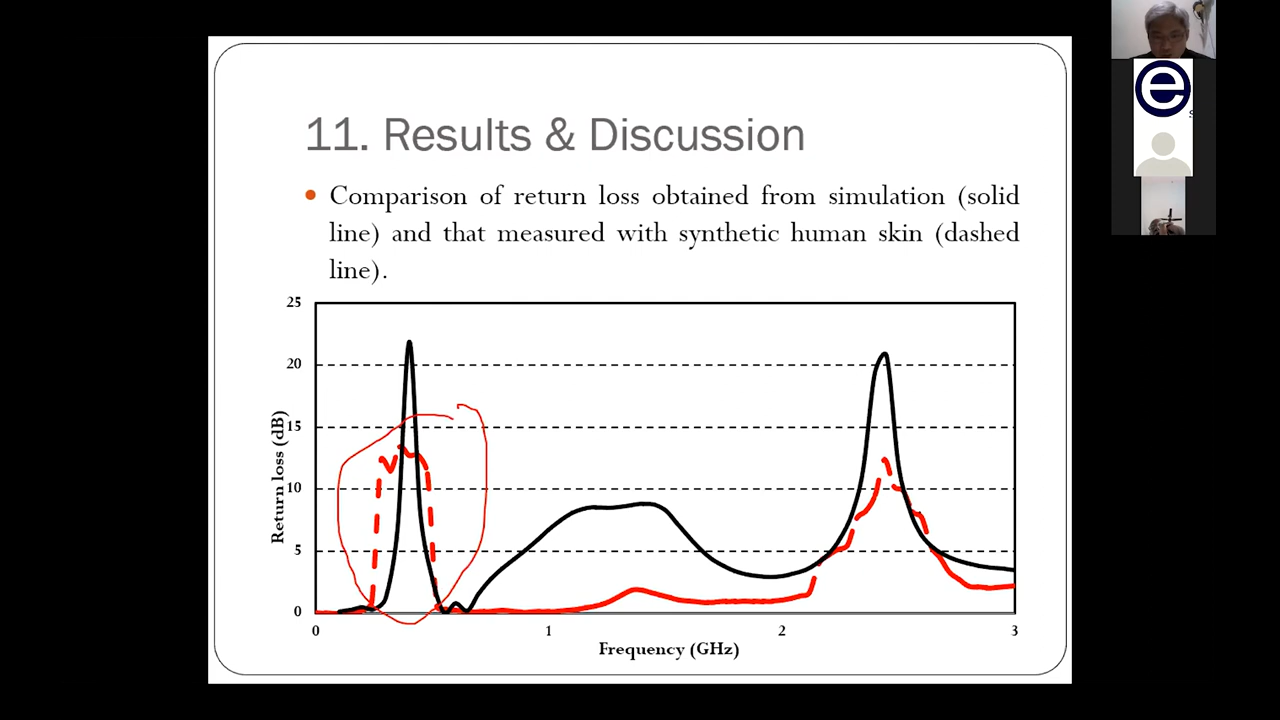 11. Results & Discussion
• Comparison of return loss obtained from simulation (solid
line) and that measured with synthetic human skin (dashed
line).
25
20
15
10
5
0
Return loss (dB)
0 1 2 3
Frequency (GHz)
e
s